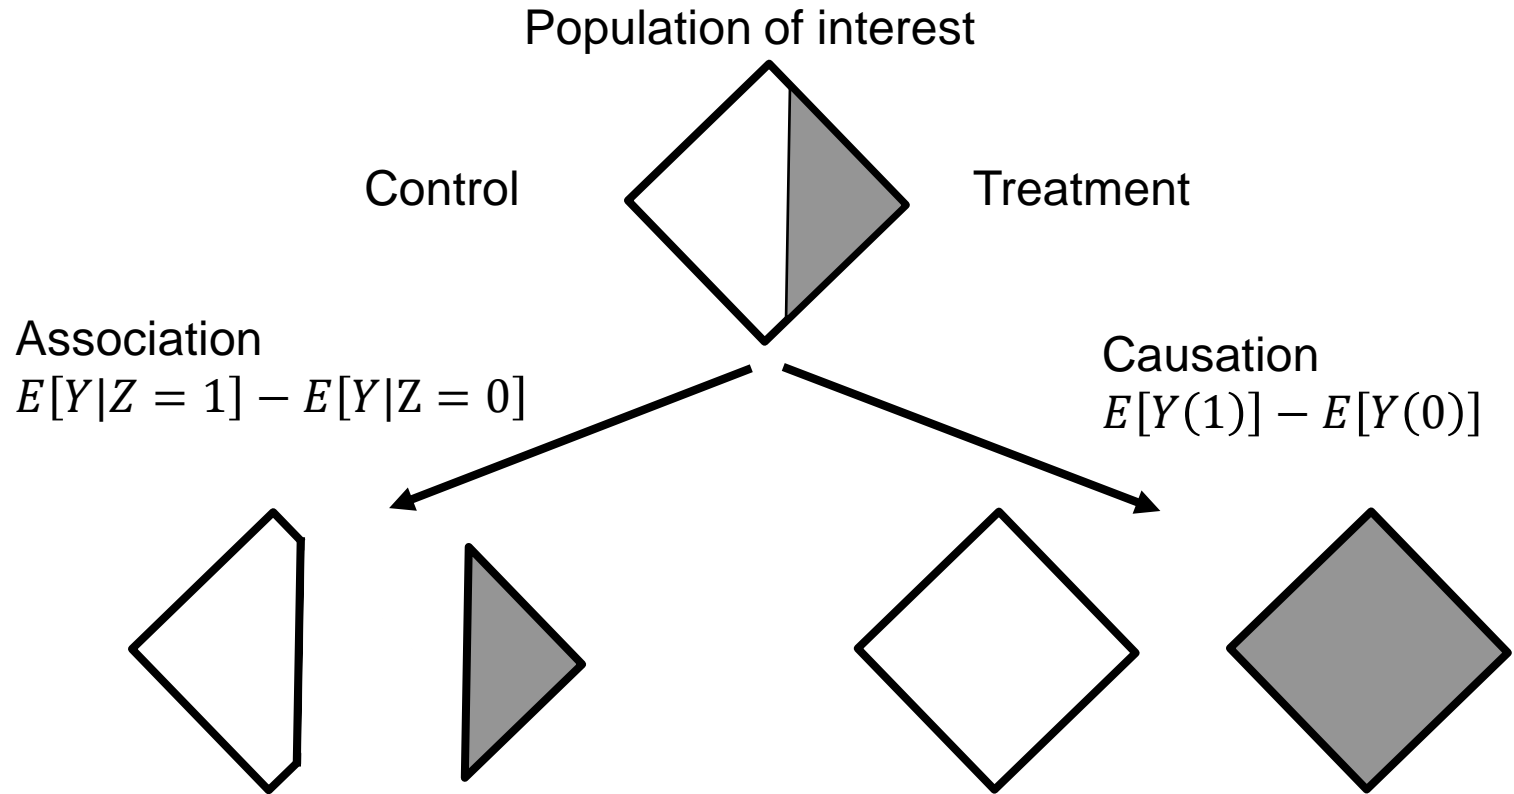 Population of interest
Control
Treatment
Association
E[Y|Z = 1] − E[Y|Z = 0]
Causation
E[Y(1)] − E[Y(0)]